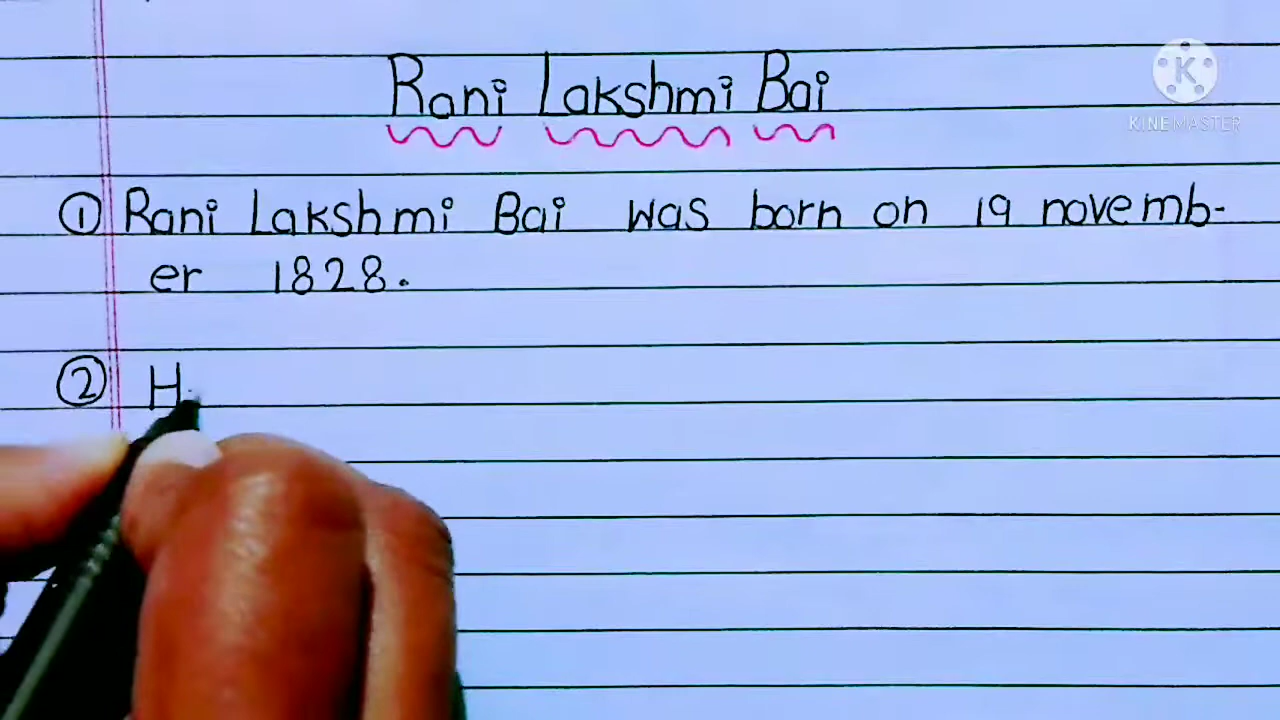 Rani Lakshmi Bai
① Rani Lakshmi Bai was born on 19 novemb-
er 1828.
② H
K
KINEMASTER